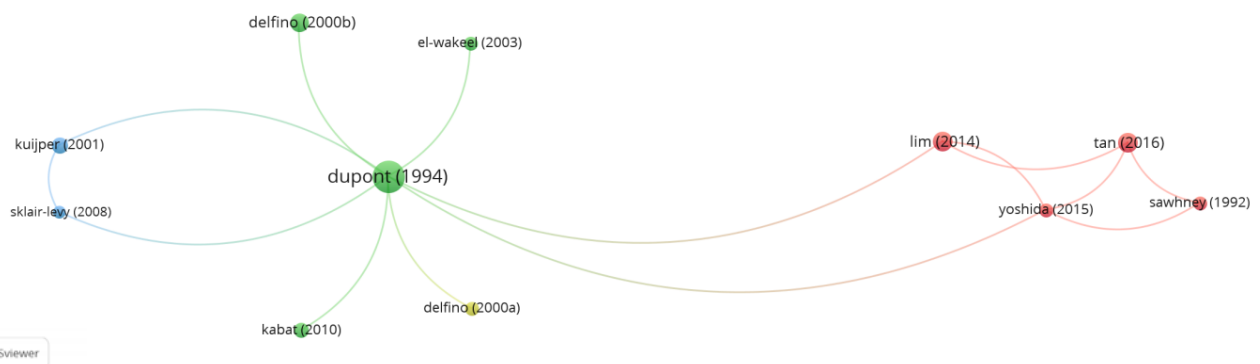 delfino (2000b)
el-wakeel (2003)
kuijper (2001)
lim (2014)
tan (2016)
dupont (1994)
sklair-levy (2008)
yoshida (2015)
sawhney (1992)
delfino (2000a)
kabat (2010)
Sviewer